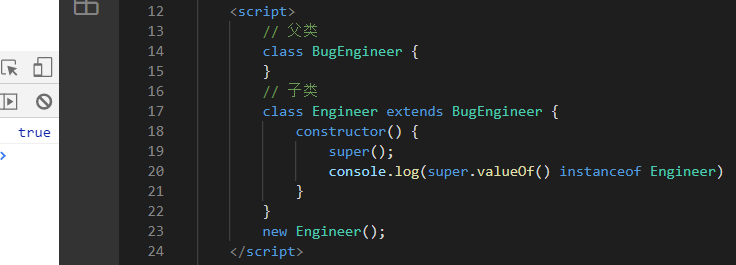 true
12 <script>
13 // 父类
14 class BugEngineer {
15 }
16 // 子类
17 class Engineer extends BugEngineer {
18 constructor() {
19 super();
20 console.log(super.valueOf() instanceof Engineer)
21 }
22 }
23 new Engineer();
24 </script>